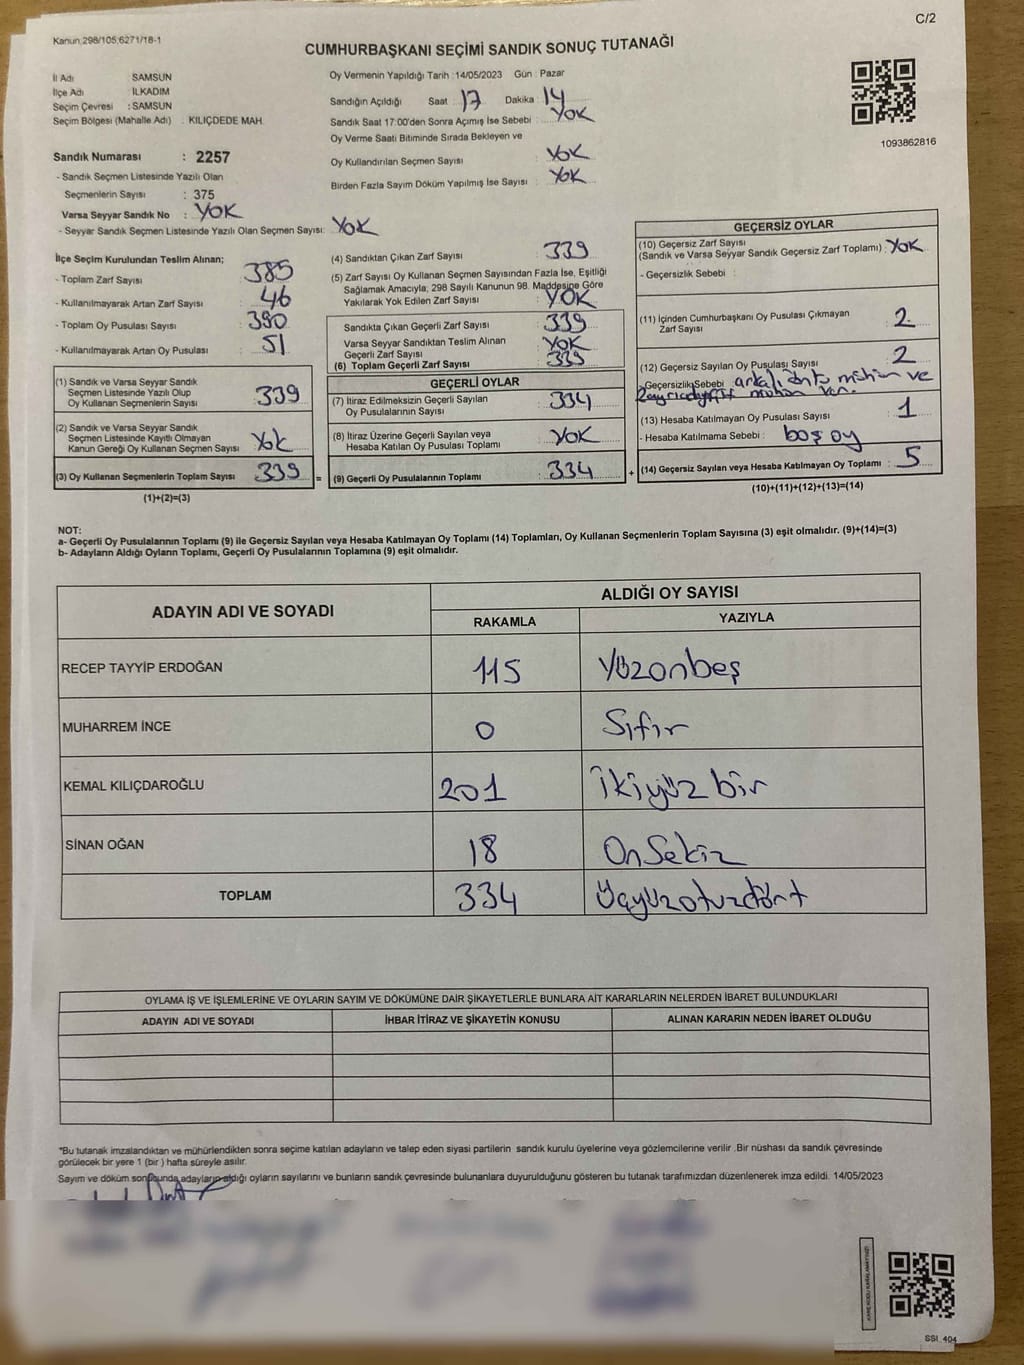 C/2
Kanun 298/105,6271/18-1
CUMHURBAŞKANI SEÇİMİ SANDIK SONUÇ TUTANAĞI
İl Adı SAMSUN
İlçe Adı İLKADIM
Seçim Çevresi : SAMSUN
Seçim Bölgesi (Mahalle Adı) : KILIÇDEDE MAH.
Oy Vermenin Yapıldığı Tarih :14/05/2023 Gün : Pazar
Sandığın Açıldığı Saat : 17 Dakika : 14
Sandık Saat 17:00'den Sonra Açımış İse Sebebi : YOK
Oy Verme Saati Bitiminde Sırada Bekleyen ve
Oy Kullandırılan Seçmen Sayısı : YOK
Birden Fazla Sayım Döküm Yapılmış İse Sayısı : YOK
1093862816
Sandık Numarası : 2257
- Sandık Seçmen Listesinde Yazılı Olan
Seçmenlerin Sayısı : 375
Varsa Seyyar Sandık No : YOK
- Seyyar Sandık Seçmen Listesinde Yazılı Olan Seçmen Sayısı: YOK
İlçe Seçim Kurulundan Teslim Alınan;
- Toplam Zarf Sayısı : 385
- Kullanılmayarak Artan Zarf Sayısı : 46
- Toplam Oy Pusulası Sayısı : 390
- Kullanılmayarak Artan Oy Pusulası : 51
(1) Sandık ve Varsa Seyyar Sandık
Seçmen Listesinde Yazılı Olup
Oy Kullanan Seçmenlerin Sayısı : 339
(2) Sandık ve Varsa Seyyar Sandık
Seçmen Listesinde Kayıtlı Olmayan
Kanun Gereği Oy Kullanan Seçmen Sayısı : Yok
(3) Oy Kullanan Seçmenlerin Toplam Sayısı : 339
(1)+(2)=(3)
(4) Sandıktan Çıkan Zarf Sayısı : 339
(5) Zarf Sayısı Oy Kullanan Seçmen Sayısından Fazla İse, Eşitliği
Sağlamak Amacıyla, 298 Sayılı Kanunun 98. Maddesine Göre
Yakılarak Yok Edilen Zarf Sayısı : YOK
Sandıkta Çıkan Geçerli Zarf Sayısı : 339
Varsa Seyyar Sandıktan Teslim Alınan
Geçerli Zarf Sayısı : YOK
(6) Toplam Geçerli Zarf Sayısı : 339
GEÇERLİ OYLAR
(7) İtiraz Edilmeksizin Geçerli Sayılan
Oy Pusulalarının Sayısı : 334
(8) İtiraz Üzerine Geçerli Sayılan veya
Hesaba Katılan Oy Pusulası Toplamı : YOK
= (9) Geçerli Oy Pusulalarının Toplamı : 334 +
GEÇERSİZ OYLAR
(10) Geçersiz Zarf Sayısı
(Sandık ve Varsa Seyyar Sandık Geçersiz Zarf Toplamı) : YOK
- Geçersizlik Sebebi :
(11) İçinden Cumhurbaşkanı Oy Pusulası Çıkmayan
Zarf Sayısı : 2
(12) Geçersiz Sayılan Oy Pusulası Sayısı : 2
- Geçersizlik Sebebi : arkalı önlü mühür ve
mühür var.
(13) Hesaba Katılmayan Oy Pusulası Sayısı : 1
- Hesaba Katılmama Sebebi : boş oy
(14) Geçersiz Sayılan veya Hesaba Katılmayan Oy Toplamı : 5
(10)+(11)+(12)+(13)=(14)
NOT:
a- Geçerli Oy Pusulalarının Toplamı (9) ile Geçersiz Sayılan veya Hesaba Katılmayan Oy Toplamı (14) Toplamları, Oy Kullanan Seçmenlerin Toplam Sayısına (3) eşit olmalıdır. (9)+(14)=(3)
b- Adayların Aldığı Oyların Toplamı, Geçerli Oy Pusulalarının Toplamına (9) eşit olmalıdır.
ADAYIN ADI VE SOYADI ALDIĞI OY SAYISI
RAKAMLA YAZIYLA
RECEP TAYYİP ERDOĞAN 115 Yüzonbeş
MUHARREM İNCE 0 Sıfır
KEMAL KILIÇDAROĞLU 201 İkiyüz bir
SİNAN OĞAN 18 OnSekiz
TOPLAM 334 Üçyüzotuzdört
OYLAMA İŞ VE İŞLEMLERİNE VE OYLARIN SAYIM VE DÖKÜMÜNE DAİR ŞİKAYETLERLE BUNLARA AİT KARARLARIN NELERDEN İBARET BULUNDUKLARI
ADAYIN ADI VE SOYADI İHBAR İTİRAZ VE ŞİKAYETİN KONUSU ALINAN KARARIN NEDEN İBARET OLDUĞU
*Bu tutanak imzalandıktan ve mühürlendikten sonra seçime katılan adayların ve talep eden siyasi partilerin sandık kurulu üyelerine veya gözlemcilerine verilir .Bir nüshası da sandık çevresinde
görülecek bir yere 1 (bir ) hafta süreyle asılır.
Sayım ve döküm sonucunda adayların aldığı oyların sayılarını ve bunların sandık çevresinde bulunanlara duyurulduğunu gösteren bu tutanak tarafımızdan düzenlenerek imza edildi. 14/05/2023
KARE KODU KARALAMAYINIZ!
SSI_404